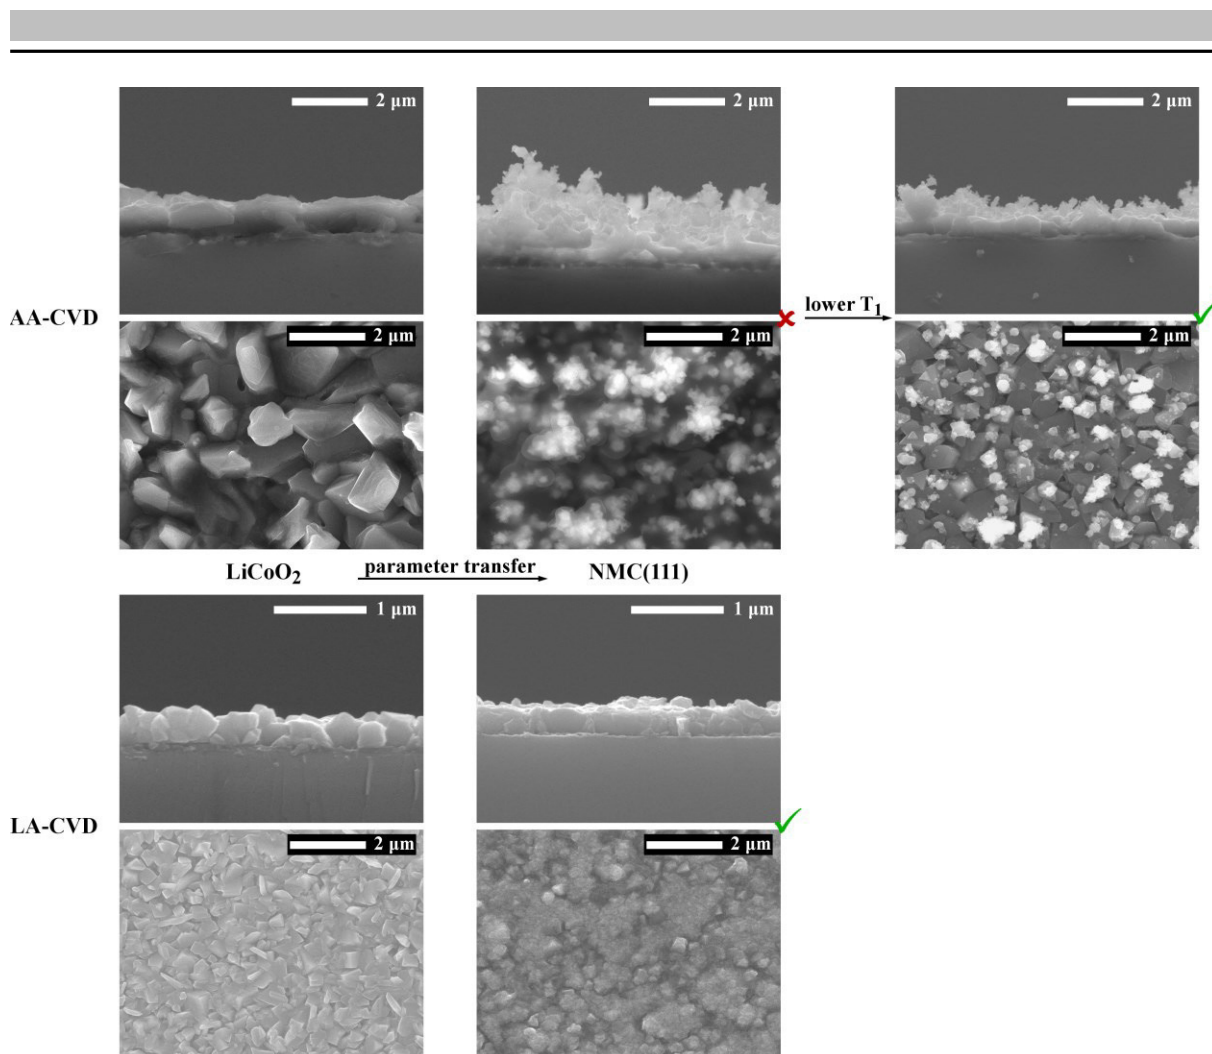 2 µm
2 µm
2 µm
AA-CVD
lower T1
2 µm
2 µm
2 µm
LiCoO2
parameter transfer
NMC(111)
1 µm
1 µm
LA-CVD
2 µm
2 µm